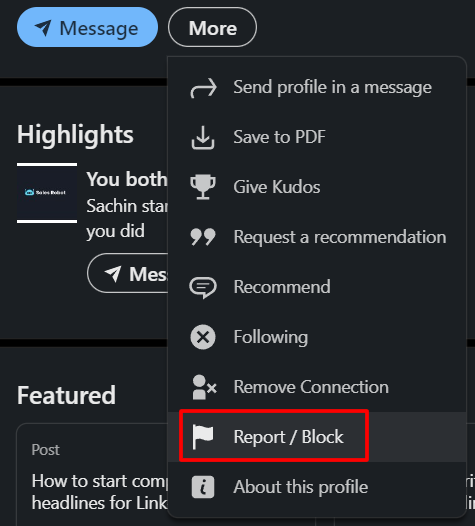 Message
More
Send profile in a message
Save to PDF
Give Kudos
Request a recommendation
Recommend
Following
Remove Connection
Report / Block
About this profile
Highlights
Sales Robot
You both
Sachin star
you did
Mes
Featured
Post
How to start com
headlines for Link